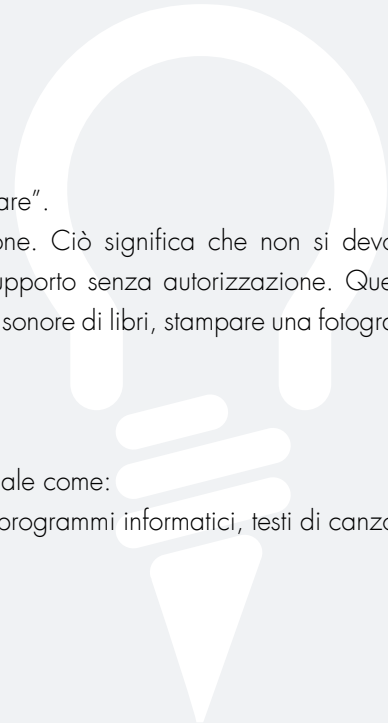 are”.
one. Ciò significa che non si devo
upporto senza autorizzazione. Que
sonore di libri, stampare una fotogra
ale come:
programmi informatici, testi di canzo